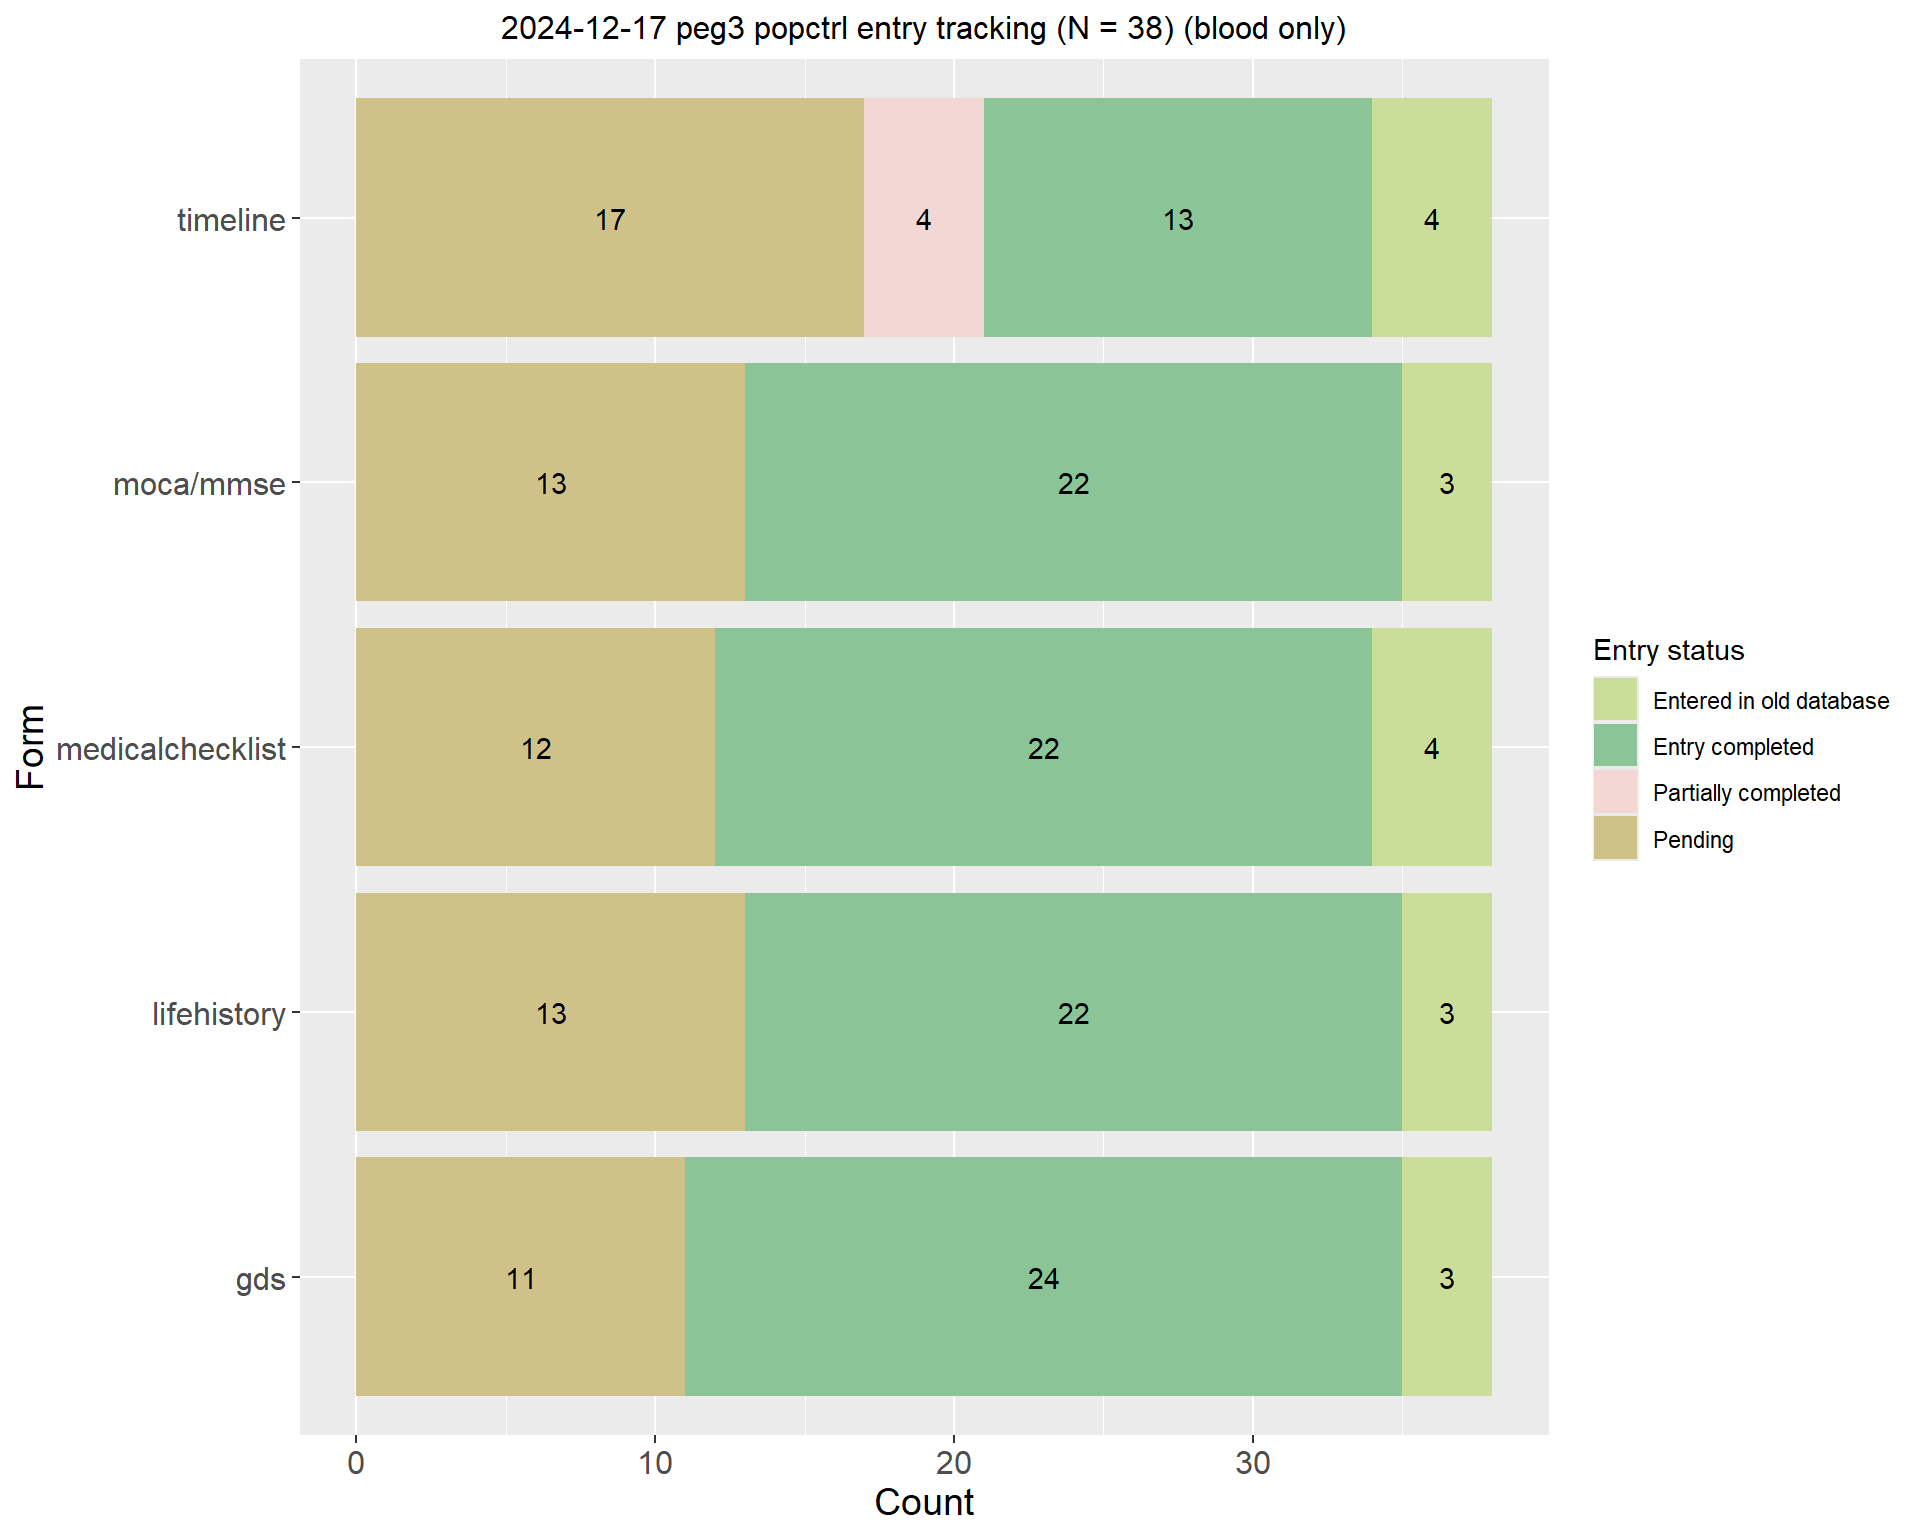 2024-12-17 peg3 popctrl entry tracking (N = 38) (blood only)
timeline
17
4
13
4
moca/mmse
13
22
3
medicalchecklist
12
22
4
lifehistory
13
22
3
gds
11
24
3
0
10
20
30
Count
Form
Entry status
Entered in old database
Entry completed
Partially completed
Pending